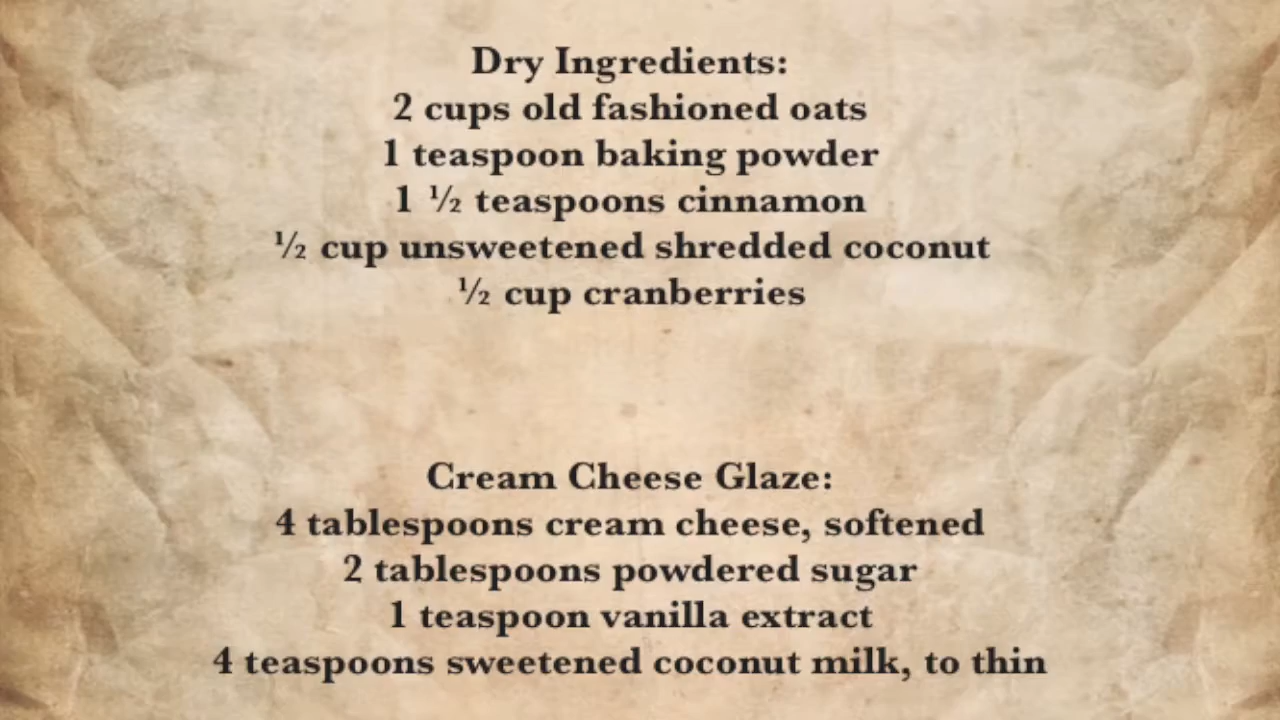 Dry Ingredients:
2 cups old fashioned oats
1 teaspoon baking powder
1 ½ teaspoons cinnamon
½ cup unsweetened shredded coconut
½ cup cranberries
Cream Cheese Glaze:
4 tablespoons cream cheese, softened
2 tablespoons powdered sugar
1 teaspoon vanilla extract
4 teaspoons sweetened coconut milk, to thin